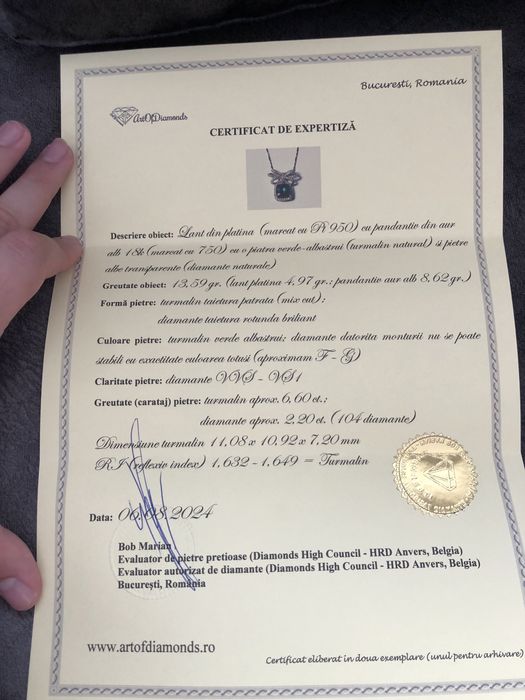 Bucuresti, Romania
ArtOfDiamonds
CERTIFICAT DE EXPERTIZĂ
Descriere obiect: Lant din platina (marcat cu Pt 950) cu pandantiv din aur
alb 18k (marcat cu 750) cu o piatra verde-albastrui (turmalin natural) si pietre
albe transparente (diamante naturale)
Greutate obiect: 13,59 gr. (lant platina 4,97 gr.; pandantiv aur alb 8,62 gr.)
Formă pietre: turmalin taietura patrata (mix cut);
diamante taietura rotunda briliant
Culoare pietre: turmalin verde albastrui; diamante datorita monturii nu se poate
stabili cu exactitate culoarea totusi (aproximam F - G)
Claritate pietre: diamante VVS - VS1
Greutate (carataj) pietre: turmalin aprox. 6,60 ct.;
diamante aprox. 2,20 ct. (104 diamante)
Dimensiune turmalin 11,08 x 10,92 x 7,20 mm
RI (reflexiv index) 1,632 - 1,649 = Turmalin
Data: 06.08.2024
Bob Marian
Evaluator de pietre pretioase (Diamonds High Council - HRD Anvers, Belgia)
Evaluator autorizat de diamante (Diamonds High Council - HRD Anvers, Belgia)
București, România
www.artofdiamonds.ro
Certificat eliberat in doua exemplare (unul pentru arhivare)